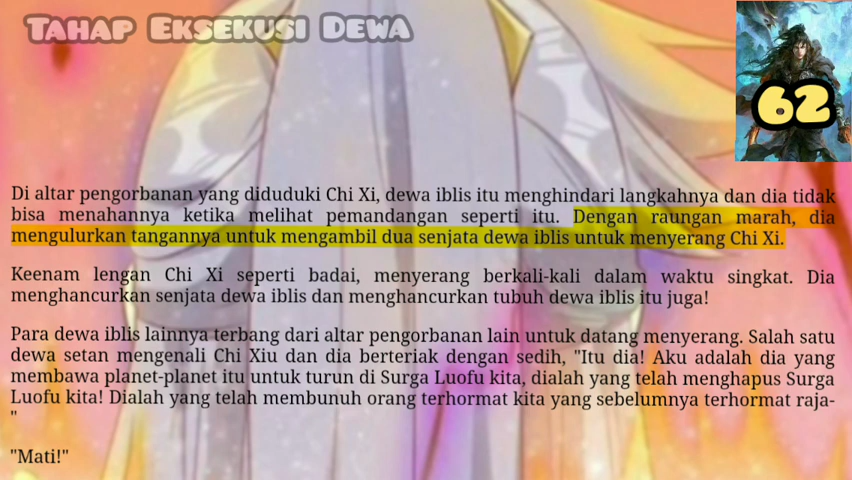 Tahap Eksekusi Dewa
62
Di altar pengorbanan yang diduduki Chi Xi, dewa iblis itu menghindari langkahnya dan dia tidak
bisa menahannya ketika melihat pemandangan seperti itu. Dengan raungan marah, dia
mengulurkan tangannya untuk mengambil dua senjata dewa iblis untuk menyerang Chi Xi.
Keenam lengan Chi Xi seperti badai, menyerang berkali-kali dalam waktu singkat. Dia
menghancurkan senjata dewa iblis dan menghancurkan tubuh dewa iblis itu juga!
Para dewa iblis lainnya terbang dari altar pengorbanan lain untuk datang menyerang. Salah satu
dewa setan mengenali Chi Xiu dan dia berteriak dengan sedih, "Itu dia! Aku adalah dia yang
membawa planet-planet itu untuk turun di Surga Luofu kita, dialah yang telah menghapus Surga
Luofu kita! Dialah yang telah membunuh orang terhormat kita yang sebelumnya terhormat raja-
"
"Mati!"